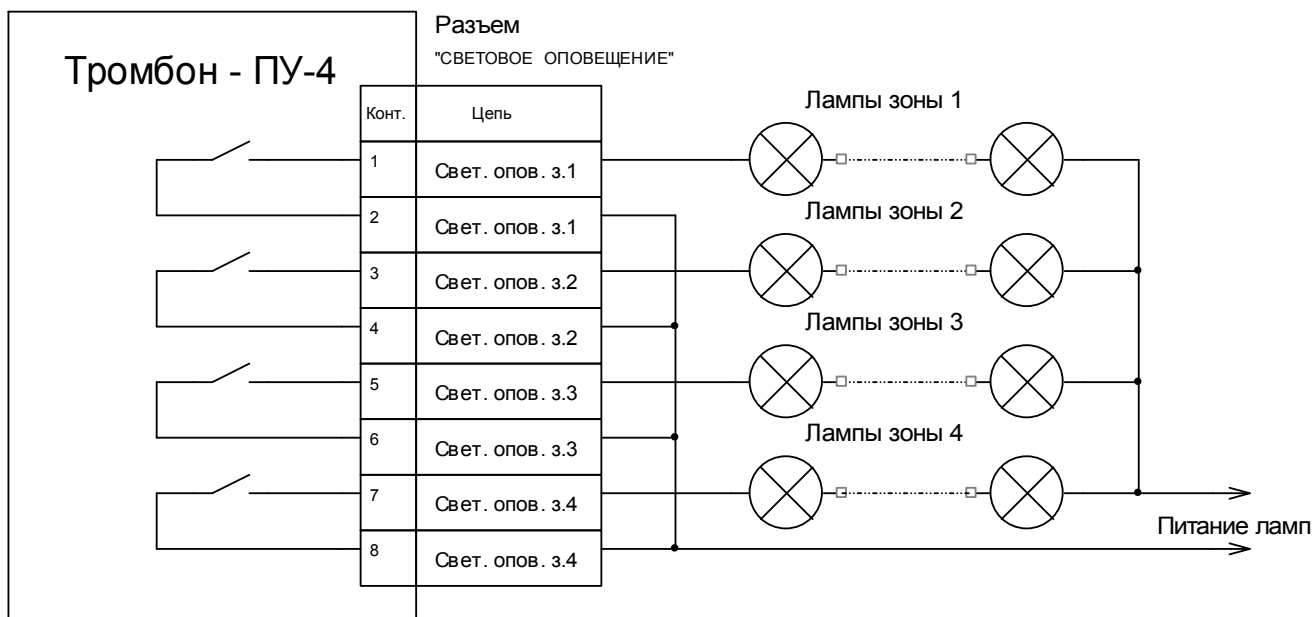 Тромбон - ПУ-4
Разъем
"СВЕТОВОЕ ОПОВЕЩЕНИЕ"
Конт. Цепь
1 Свет. опов. з.1
2 Свет. опов. з.1
3 Свет. опов. з.2
4 Свет. опов. з.2
5 Свет. опов. з.3
6 Свет. опов. з.3
7 Свет. опов. з.4
8 Свет. опов. з.4
Лампы зоны 1
Лампы зоны 2
Лампы зоны 3
Лампы зоны 4
Питание ламп